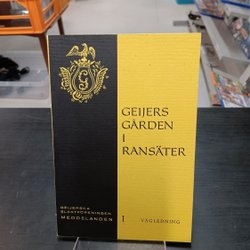 GEIJERS
GÅRDEN
I
RANSÄTER
GEIJERSKA
SLÄKTFÖRENINGEN
MEDDELANDEN
I VÄGLEDNING